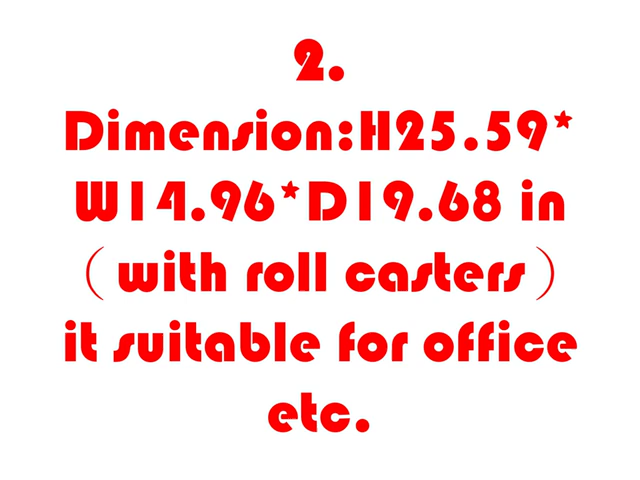 2.
Dimension:H25.59*
W14.96*D19.68 in
（with roll casters）
it suitable for office
etc.